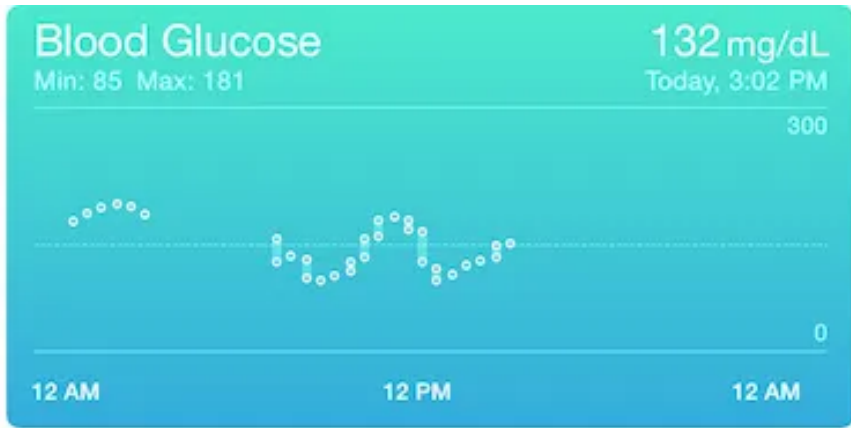 Blood Glucose 132 mg/dL
Min: 85 Max: 181 Today, 3:02 PM
300
0
12 AM 12 PM 12 AM